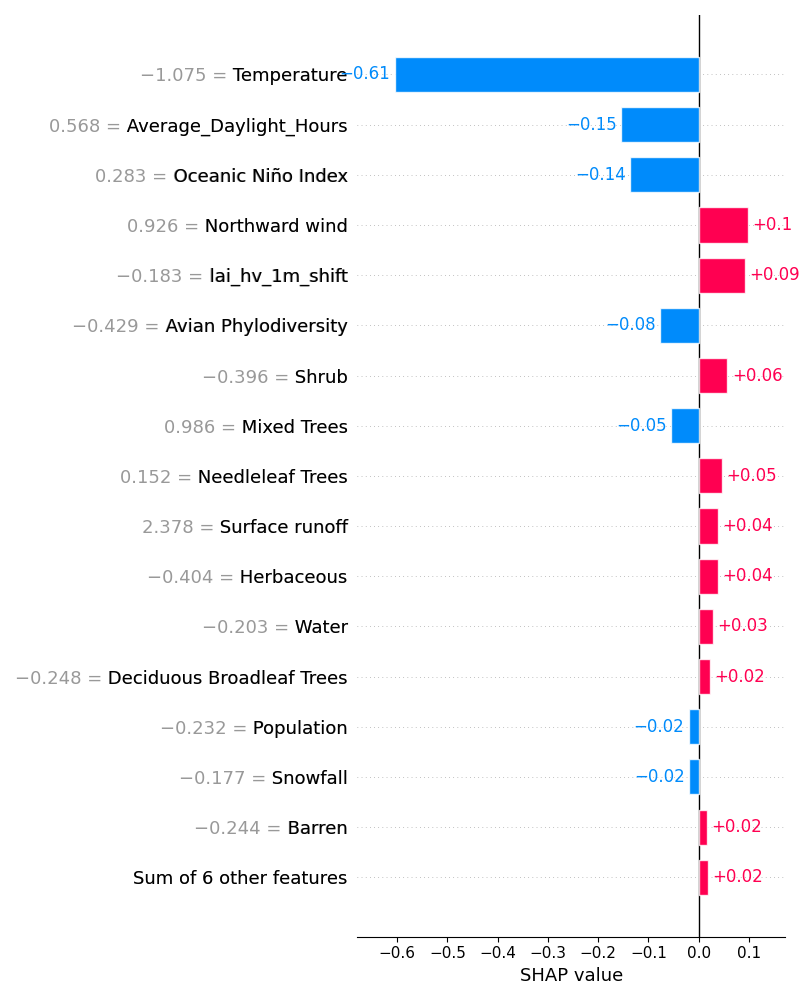 −1.075 = Temperature −0.61
0.568 = Average_Daylight_Hours −0.15
0.283 = Oceanic Niño Index −0.14
0.926 = Northward wind +0.1
−0.183 = lai_hv_1m_shift +0.09
−0.429 = Avian Phylodiversity −0.08
−0.396 = Shrub +0.06
0.986 = Mixed Trees −0.05
0.152 = Needleleaf Trees +0.05
2.378 = Surface runoff +0.04
−0.404 = Herbaceous +0.04
−0.203 = Water +0.03
−0.248 = Deciduous Broadleaf Trees +0.02
−0.232 = Population −0.02
−0.177 = Snowfall −0.02
−0.244 = Barren +0.02
Sum of 6 other features +0.02
−0.6 −0.5 −0.4 −0.3 −0.2 −0.1 0.0 0.1
SHAP value